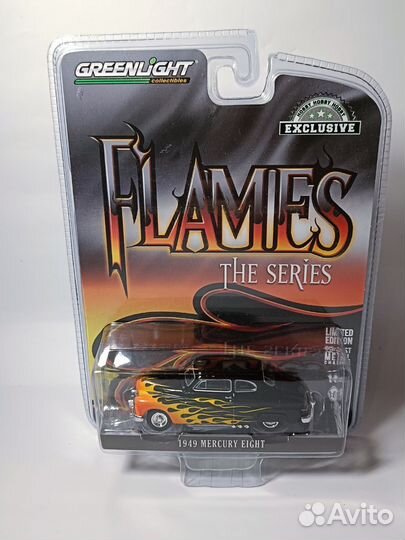 GREENLIGHT
collectibles
HOBBY HOBBY HOBBY
EXCLUSIVE
FLAMES
THE SERIES
LIMITED
EDITION
1949 MERCURY EIGHT
Avito